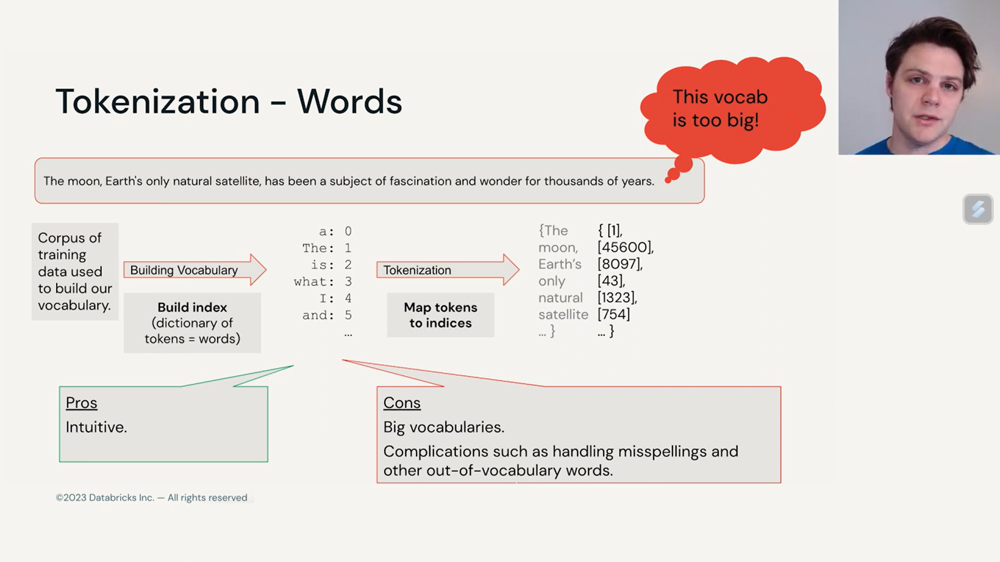 Tokenization - Words
This vocab
is too big!
The moon, Earth's only natural satellite, has been a subject of fascination and wonder for thousands of years.
Corpus of
training
data used
to build our
vocabulary.
Building Vocabulary
Build index
(dictionary of
tokens = words)
a: 0
The: 1
is: 2
what: 3
I: 4
and: 5
...
Tokenization
Map tokens
to indices
{The { [1],
moon, [45600],
Earth’s [8097],
only [43],
natural [1323],
satellite [754]
... } ... }
Pros
Intuitive.
Cons
Big vocabularies.
Complications such as handling misspellings and
other out-of-vocabulary words.
©2023 Databricks Inc. — All rights reserved